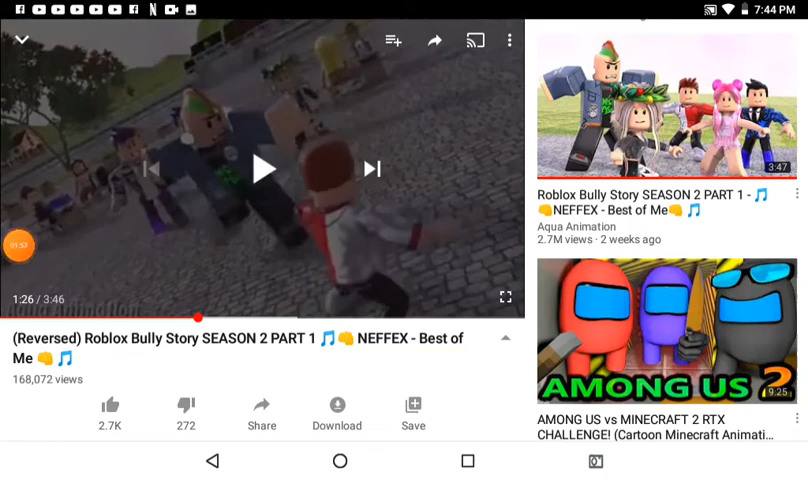 7:44 PM
01:53
1:26 / 3:46
(Reversed) Roblox Bully Story SEASON 2 PART 1 🎵👊 NEFFEX - Best of
Me 👊 🎵
168,072 views
2.7K
272
Share
Download
Save
3:47
Roblox Bully Story SEASON 2 PART 1 - 🎵
👊NEFFEX - Best of Me👊 🎵
Aqua Animation
2.7M views · 2 weeks ago
AMONG US 2
9:25
AMONG US vs MINECRAFT 2 RTX
CHALLENGE! (Cartoon Minecraft Animati...